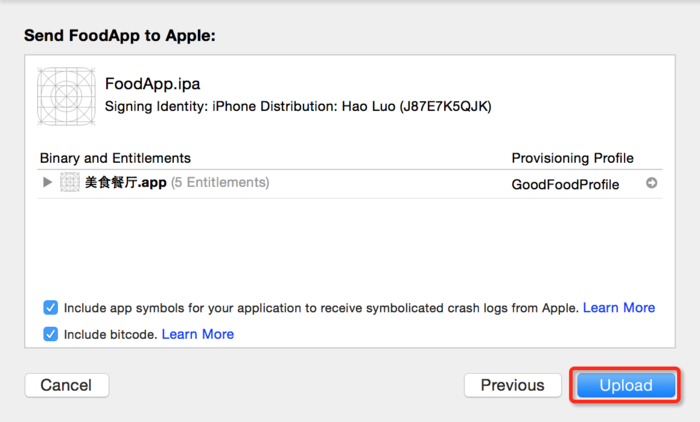 Send FoodApp to Apple:
FoodApp.ipa
Signing Identity: iPhone Distribution: Hao Luo (J87E7K5QJK)
Binary and Entitlements Provisioning Profile
美食餐厅.app (5 Entitlements) GoodFoodProfile
Include app symbols for your application to receive symbolicated crash logs from Apple. Learn More
Include bitcode. Learn More
Cancel Previous Upload